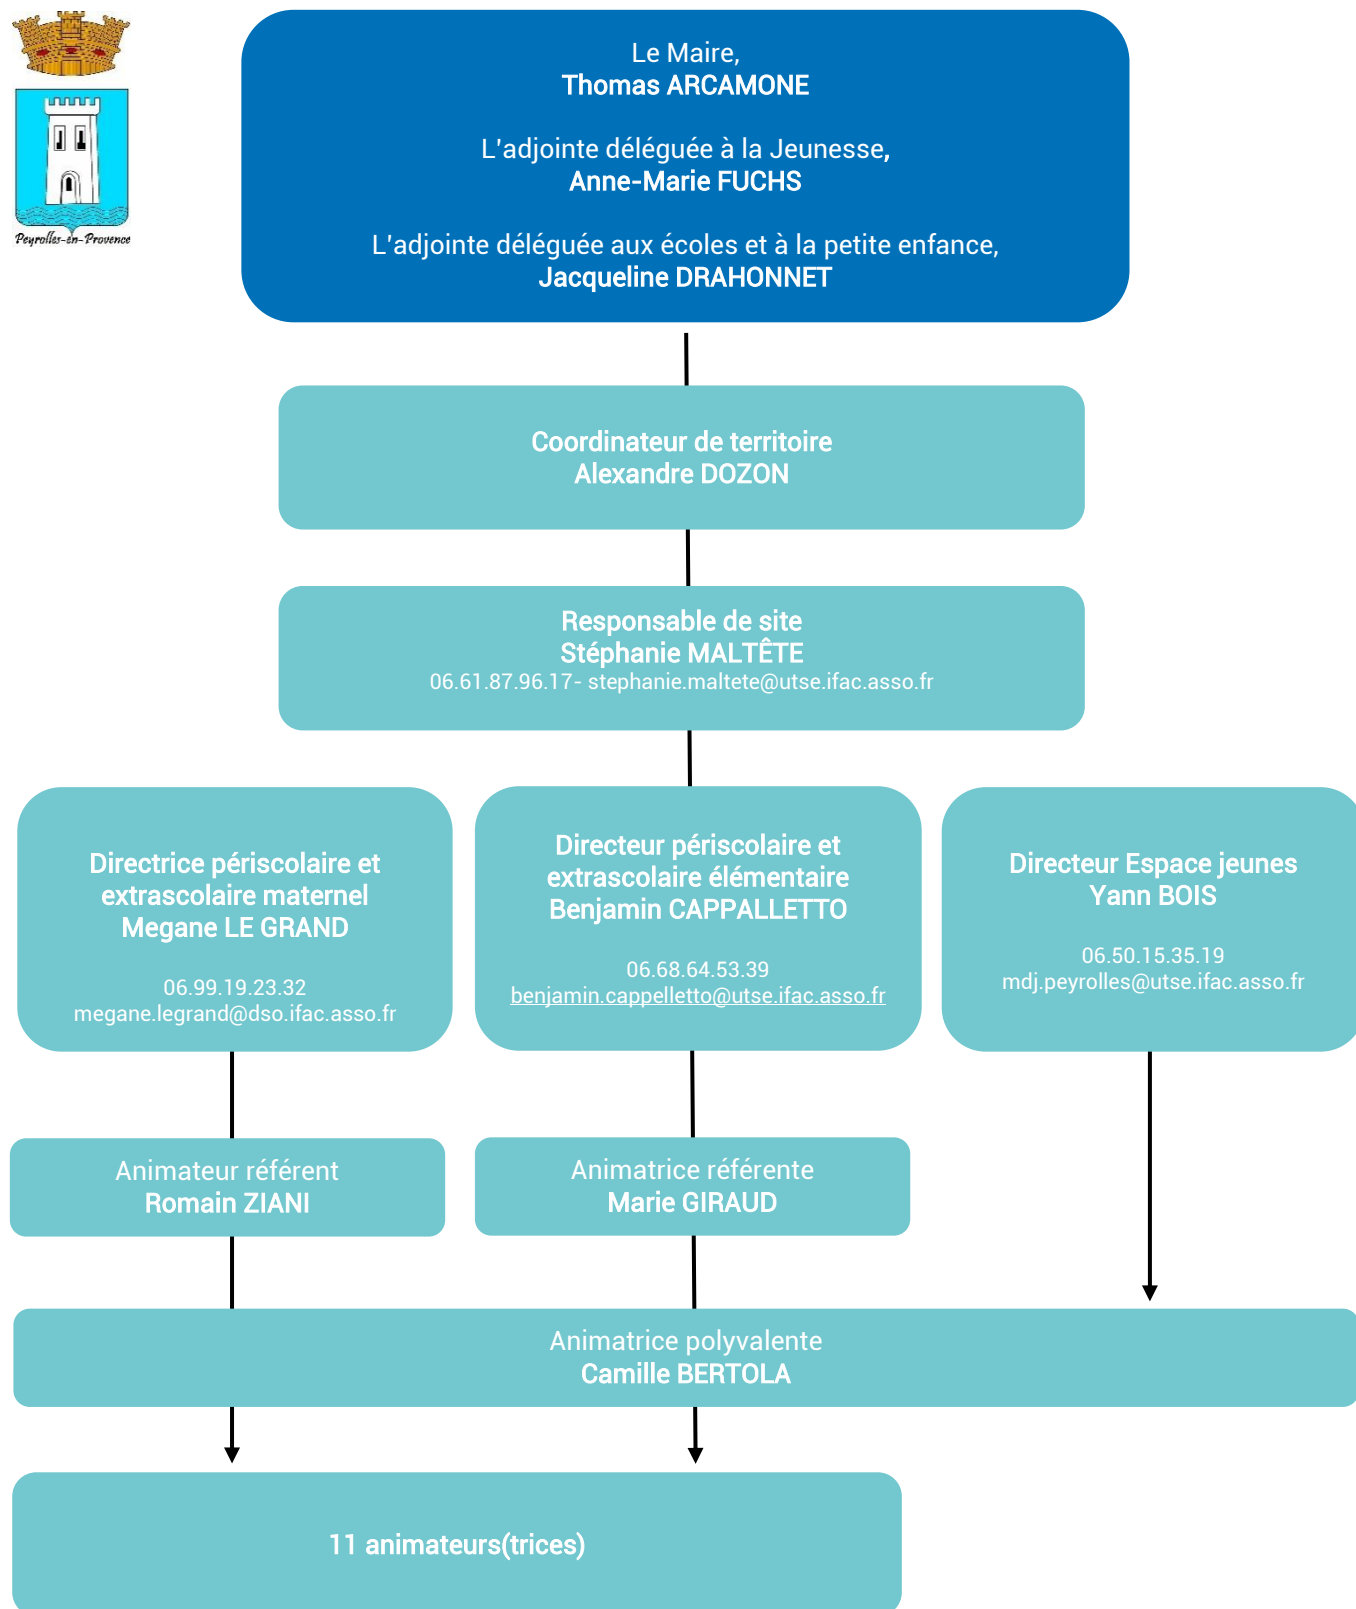 Peyrolles-en-Provence
Le Maire,
Thomas ARCAMONE
L'adjointe déléguée à la Jeunesse,
Anne-Marie FUCHS
L'adjointe déléguée aux écoles et à la petite enfance,
Jacqueline DRAHONNET
Coordinateur de territoire
Alexandre DOZON
Responsable de site
Stéphanie MALTÊTE
06.61.87.96.17- stephanie.maltete@utse.ifac.asso.fr
Directrice périscolaire et
extrascolaire maternel
Megane LE GRAND
06.99.19.23.32
megane.legrand@dso.ifac.asso.fr
Directeur périscolaire et
extrascolaire élémentaire
Benjamin CAPPALLETTO
06.68.64.53.39
benjamin.cappelletto@utse.ifac.asso.fr
Directeur Espace jeunes
Yann BOIS
06.50.15.35.19
mdj.peyrolles@utse.ifac.asso.fr
Animateur référent
Romain ZIANI
Animatrice référente
Marie GIRAUD
Animatrice polyvalente
Camille BERTOLA
11 animateurs(trices)